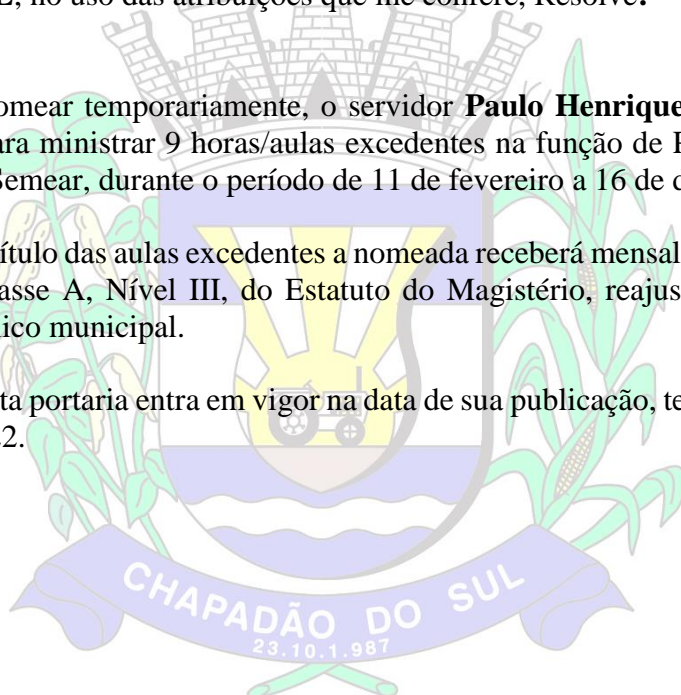 no uso das atribuições que me confere, Resolve:
omear temporariamente, o servidor Paulo Henrique
ara ministrar 9 horas/aulas excedentes na função de
Semear, durante o período de 11 de fevereiro a 16 de d
ítulo das aulas excedentes a nomeada receberá mensal
asse A, Nível III, do Estatuto do Magistério, reajus
ico municipal.
ta portaria entra em vigor na data de sua publicação, te
2.
CHAPADÃO DO SUL
23.10.1.987